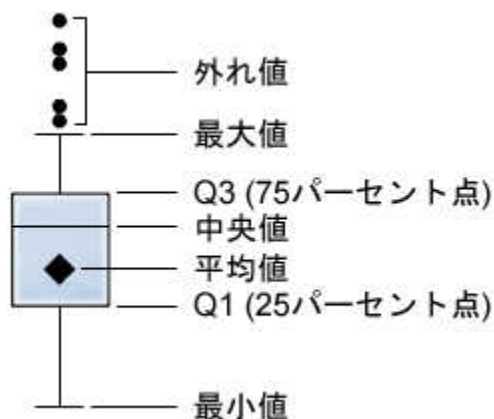 外れ値
最大値
Q3 (75パーセント点)
中央値
平均値
Q1 (25パーセント点)
最小値